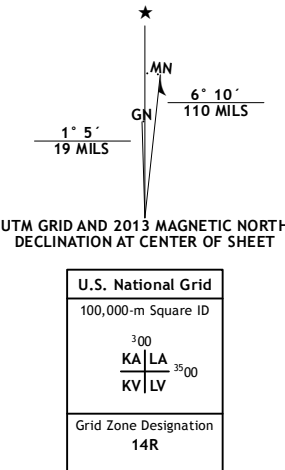 ★
MN
6° 10´
110 MILS
GN
1° 5´
19 MILS
UTM GRID AND 2013 MAGNETIC NORTH
DECLINATION AT CENTER OF SHEET
U.S. National Grid
100,000-m Square ID
³00
KA LA
³⁵00
KV LV
Grid Zone Designation
14R